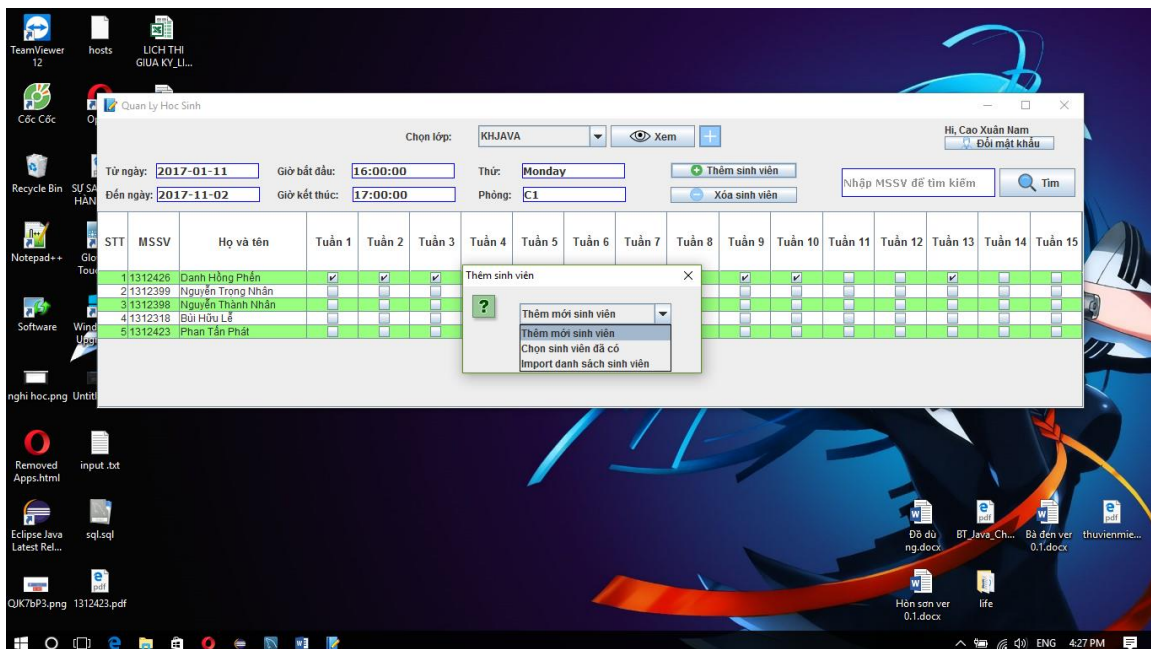 TeamViewer 12
hosts
LICH THI GIUA KY_LI...
Cốc Cốc
Quan Ly Hoc Sinh
Chọn lớp:
KHJAVA
Xem
Hi, Cao Xuân Nam
Đổi mật khẩu
Recycle Bin
Từ ngày:
2017-01-11
Giờ bắt đầu:
16:00:00
Thứ:
Monday
Thêm sinh viên
Nhập MSSV để tìm kiếm
Tìm
Đến ngày:
2017-11-02
Giờ kết thúc:
17:00:00
Phòng:
C1
Xóa sinh viên
Notepad++
STT MSSV Họ và tên Tuần 1 Tuần 2 Tuần 3 Tuần 4 Tuần 5 Tuần 6 Tuần 7 Tuần 8 Tuần 9 Tuần 10 Tuần 11 Tuần 12 Tuần 13 Tuần 14 Tuần 15
1 1312426 Danh Hồng Phến
2 1312399 Nguyễn Trọng Nhân
3 1312398 Nguyễn Thành Nhân
4 1312318 Bùi Hữu Lễ
5 1312423 Phan Tấn Phát
Thêm sinh viên
Thêm mới sinh viên
Thêm mới sinh viên
Chọn sinh viên đã có
Import danh sách sinh viên
Software
nghi hoc.png
Removed Apps.html
input .txt
Eclipse Java Latest Rel...
sql.sql
Đồ dù ng.docx
BT_Java_Ch...
Bà đen ver 0.1.docx
thuvienmie...
QJK7bP3.png
1312423.pdf
Hòn sơn ver 0.1.docx
life
ENG
4:27 PM